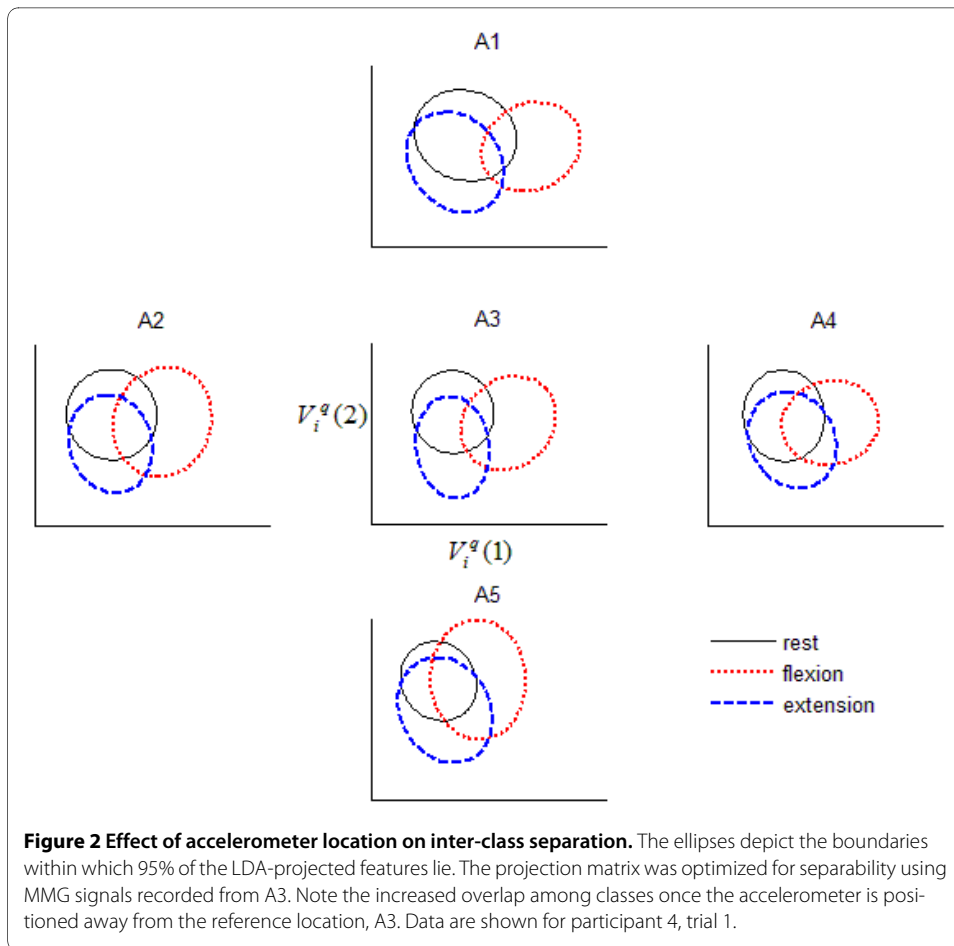 A1
A2
A3
A4
V_i^q(2)
V_i^q(1)
A5
rest
flexion
extension
Figure 2 Effect of accelerometer location on inter-class separation. The ellipses depict the boundaries
within which 95% of the LDA-projected features lie. The projection matrix was optimized for separability using
MMG signals recorded from A3. Note the increased overlap among classes once the accelerometer is posi-
tioned away from the reference location, A3. Data are shown for participant 4, trial 1.